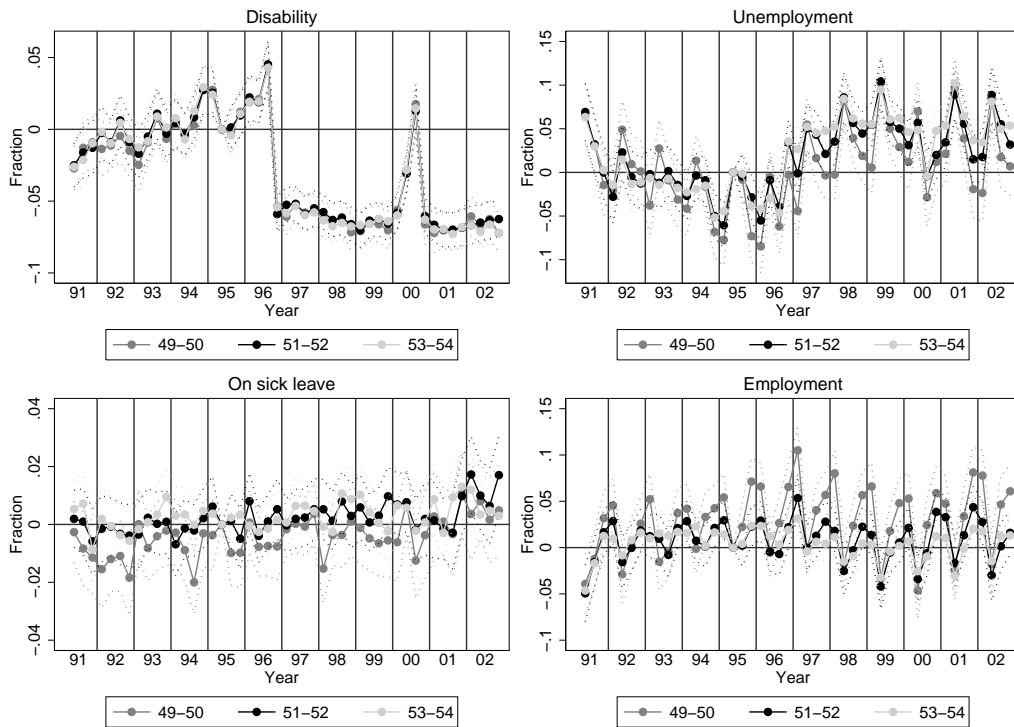 Disability
Fraction
.05
0
-.05
-.1
91 92 93 94 95 96 97 98 99 00 01 02
Year
49–50 51–52 53–54
Unemployment
Fraction
.15
.1
.05
0
-.05
-.1
91 92 93 94 95 96 97 98 99 00 01 02
Year
49–50 51–52 53–54
On sick leave
Fraction
.04
.02
0
-.02
-.04
91 92 93 94 95 96 97 98 99 00 01 02
Year
49–50 51–52 53–54
Employment
Fraction
.15
.1
.05
0
-.05
-.1
91 92 93 94 95 96 97 98 99 00 01 02
Year
49–50 51–52 53–54